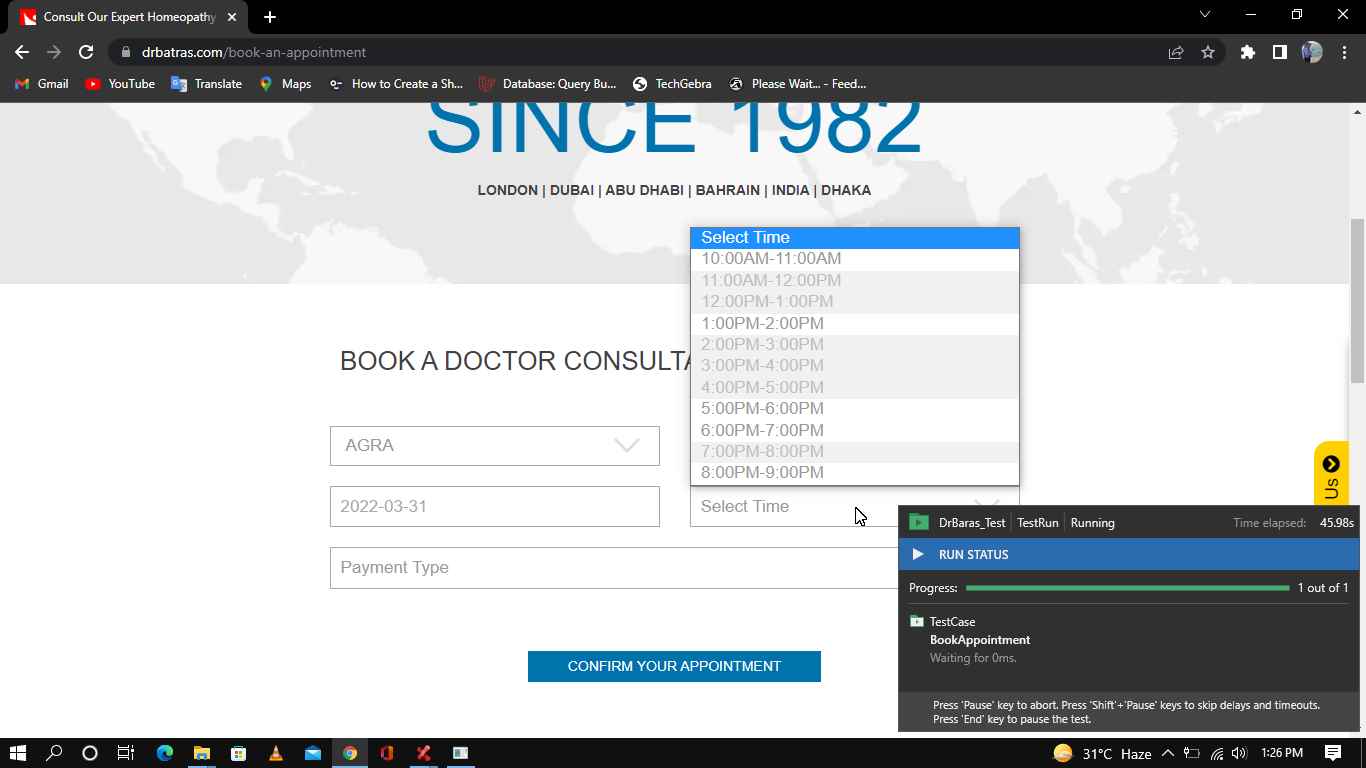 Consult Our Expert Homeopathy
drbatras.com/book-an-appointment
Gmail YouTube Translate Maps How to Create a Sh... Database: Query Bu... TechGebra Please Wait... - Feed...
SINCE 1982
LONDON | DUBAI | ABU DHABI | BAHRAIN | INDIA | DHAKA
Select Time
10:00AM-11:00AM
11:00AM-12:00PM
12:00PM-1:00PM
1:00PM-2:00PM
2:00PM-3:00PM
3:00PM-4:00PM
4:00PM-5:00PM
5:00PM-6:00PM
6:00PM-7:00PM
7:00PM-8:00PM
8:00PM-9:00PM
BOOK A DOCTOR CONSULTA
AGRA
2022-03-31
Select Time
Payment Type
CONFIRM YOUR APPOINTMENT
Us
DrBaras_Test TestRun Running Time elapsed: 45.98s
RUN STATUS
Progress: 1 out of 1
TestCase
BookAppointment
Waiting for 0ms.
Press 'Pause' key to abort. Press 'Shift'+'Pause' keys to skip delays and timeouts.
Press 'End' key to pause the test.
31°C Haze 1:26 PM